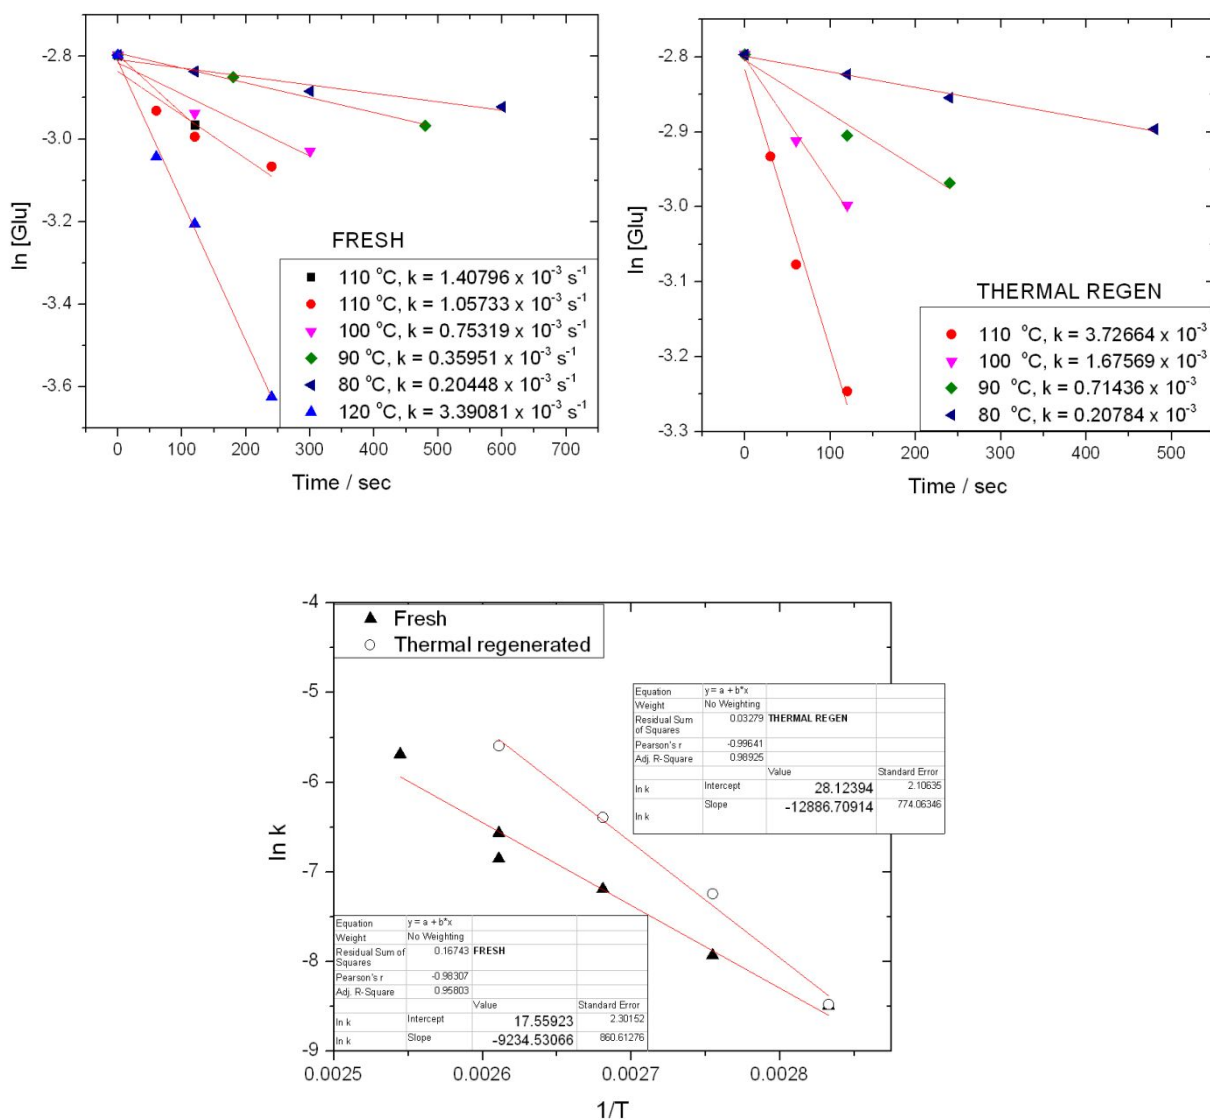 ln [Glu]
-2.8
-3.0
-3.2
-3.4
-3.6
FRESH
110 °C, k = 1.40796 x 10⁻³ s⁻¹
110 °C, k = 1.05733 x 10⁻³ s⁻¹
100 °C, k = 0.75319 x 10⁻³ s⁻¹
90 °C, k = 0.35951 x 10⁻³ s⁻¹
80 °C, k = 0.20448 x 10⁻³ s⁻¹
120 °C, k = 3.39081 x 10⁻³ s⁻¹
0 100 200 300 400 500 600 700
Time / sec
ln [Glu]
-2.8
-2.9
-3.0
-3.1
-3.2
-3.3
THERMAL REGEN
110 °C, k = 3.72664 x 10⁻³
100 °C, k = 1.67569 x 10⁻³
90 °C, k = 0.71436 x 10⁻³
80 °C, k = 0.20784 x 10⁻³
0 100 200 300 400 500
Time / sec
ln k
-4
-5
-6
-7
-8
-9
Fresh
Thermal regenerated
Equation y = a + b*x
Weight No Weighting
Residual Sum of Squares 0.03279 THERMAL REGEN
Pearson's r -0.99641
Adj. R-Square 0.98925
Value Standard Error
ln k Intercept 28.12394 2.10635
ln k Slope -12886.70914 774.06346
Equation y = a + b*x
Weight No Weighting
Residual Sum of Squares 0.16743 FRESH
Pearson's r -0.98307
Adj. R-Square 0.95803
Value Standard Error
ln k Intercept 17.55923 2.30152
ln k Slope -9234.53066 860.61276
0.0025 0.0026 0.0027 0.0028
1/T